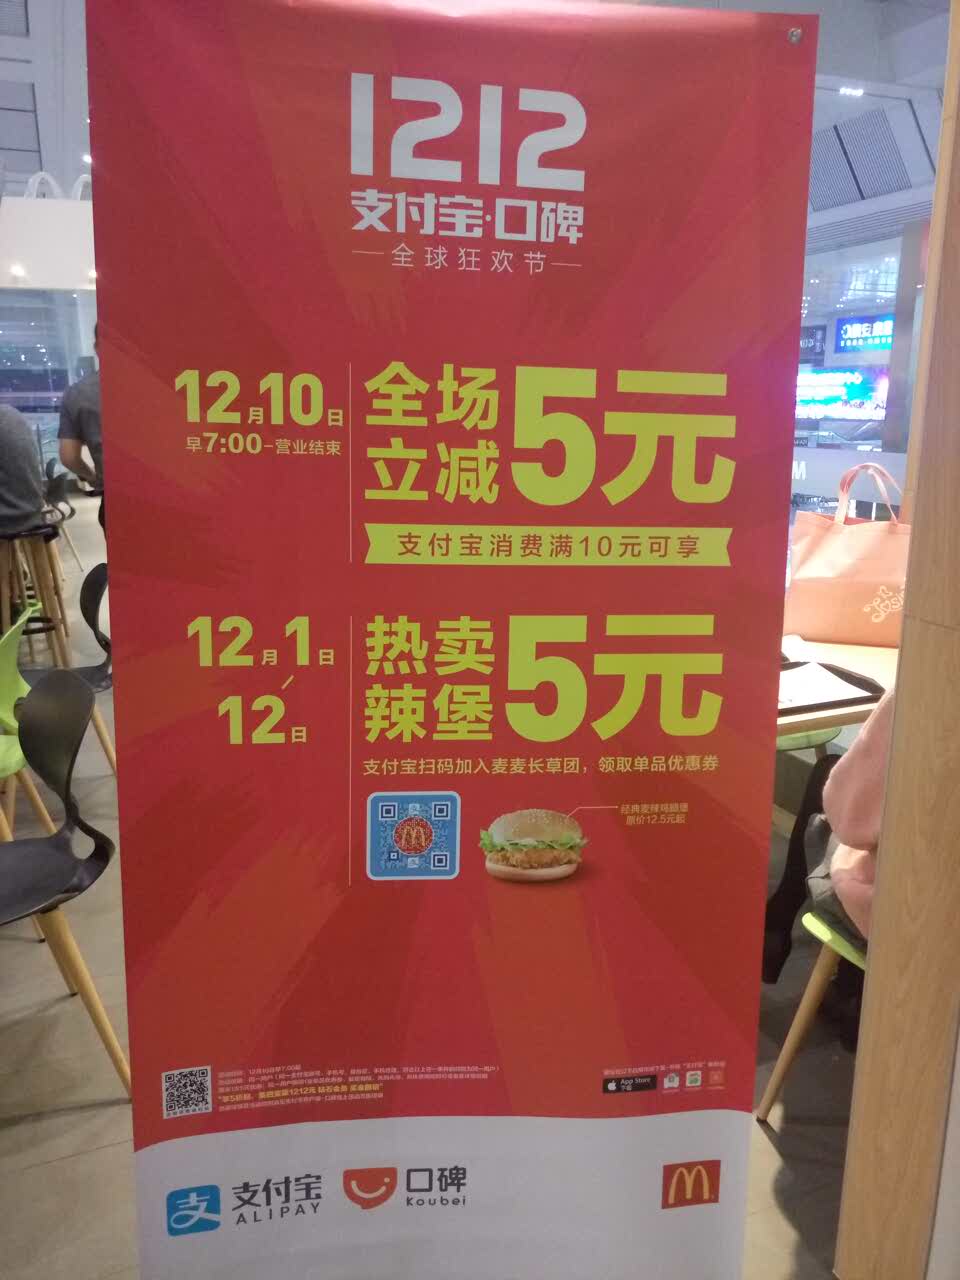 1212
支付宝·口碑
全球狂欢节
12月10日
早7:00-营业结束
全场
立减
5元
支付宝消费满10元可享
12月1日
12日
热卖
辣堡
5元
支付宝扫码加入麦麦长草团，领取单品优惠券
经典麦辣鸡腿堡
原价12.5元起
App Store
下载
支付宝
ALIPAY
口碑
Koubei